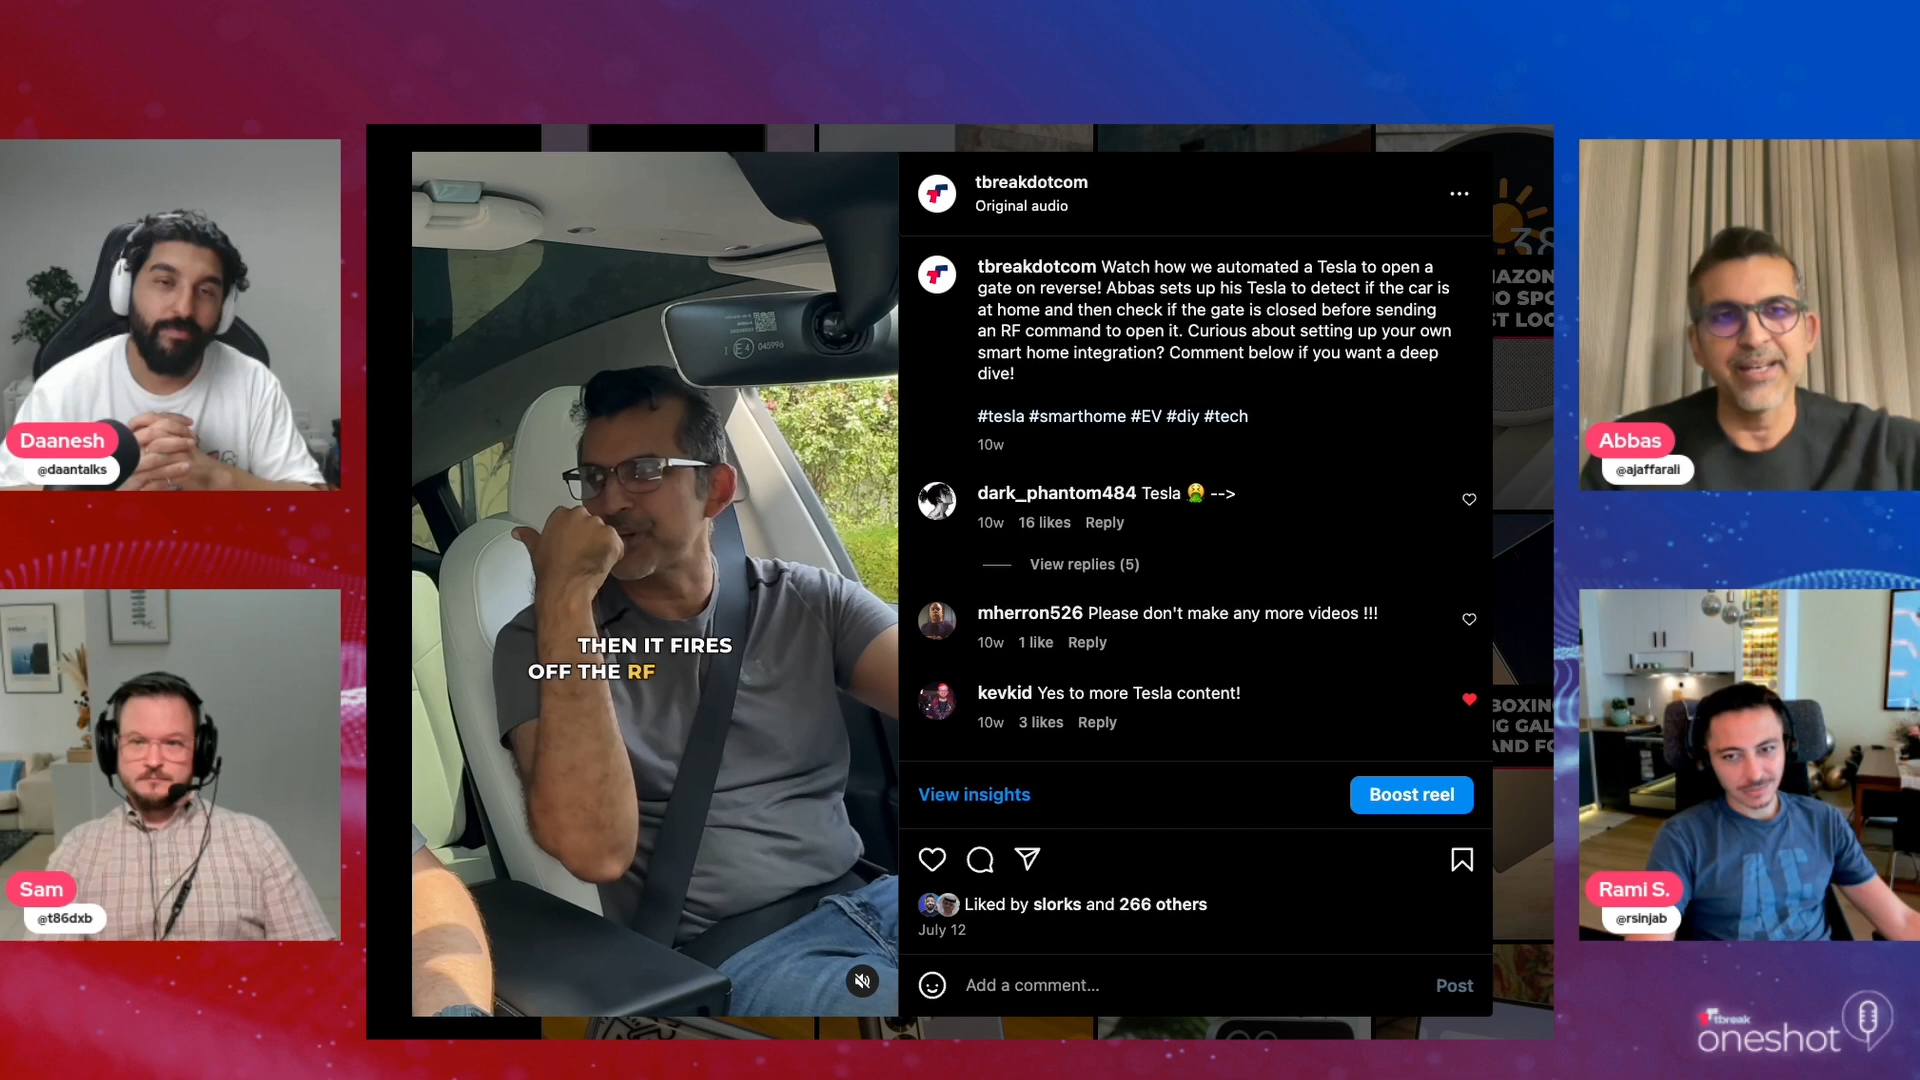 Daanesh
@daantalks
Sam
@t86dxb
THEN IT FIRES
OFF THE RF
E4 045996
tbreakdotcom
Original audio
tbreakdotcom Watch how we automated a Tesla to open a
gate on reverse! Abbas sets up his Tesla to detect if the car is
at home and then check if the gate is closed before sending
an RF command to open it. Curious about setting up your own
smart home integration? Comment below if you want a deep
dive!
#tesla #smarthome #EV #diy #tech
10w
dark_phantom484 Tesla 🤮 -->
10w 16 likes Reply
View replies (5)
mherron526 Please don't make any more videos !!!
10w 1 like Reply
kevkid Yes to more Tesla content!
10w 3 likes Reply
View insights
Boost reel
Liked by slorks and 266 others
July 12
Add a comment...
Post
38
Abbas
@ajaffarali
Rami S.
@rsinjab
tbreak
oneshot